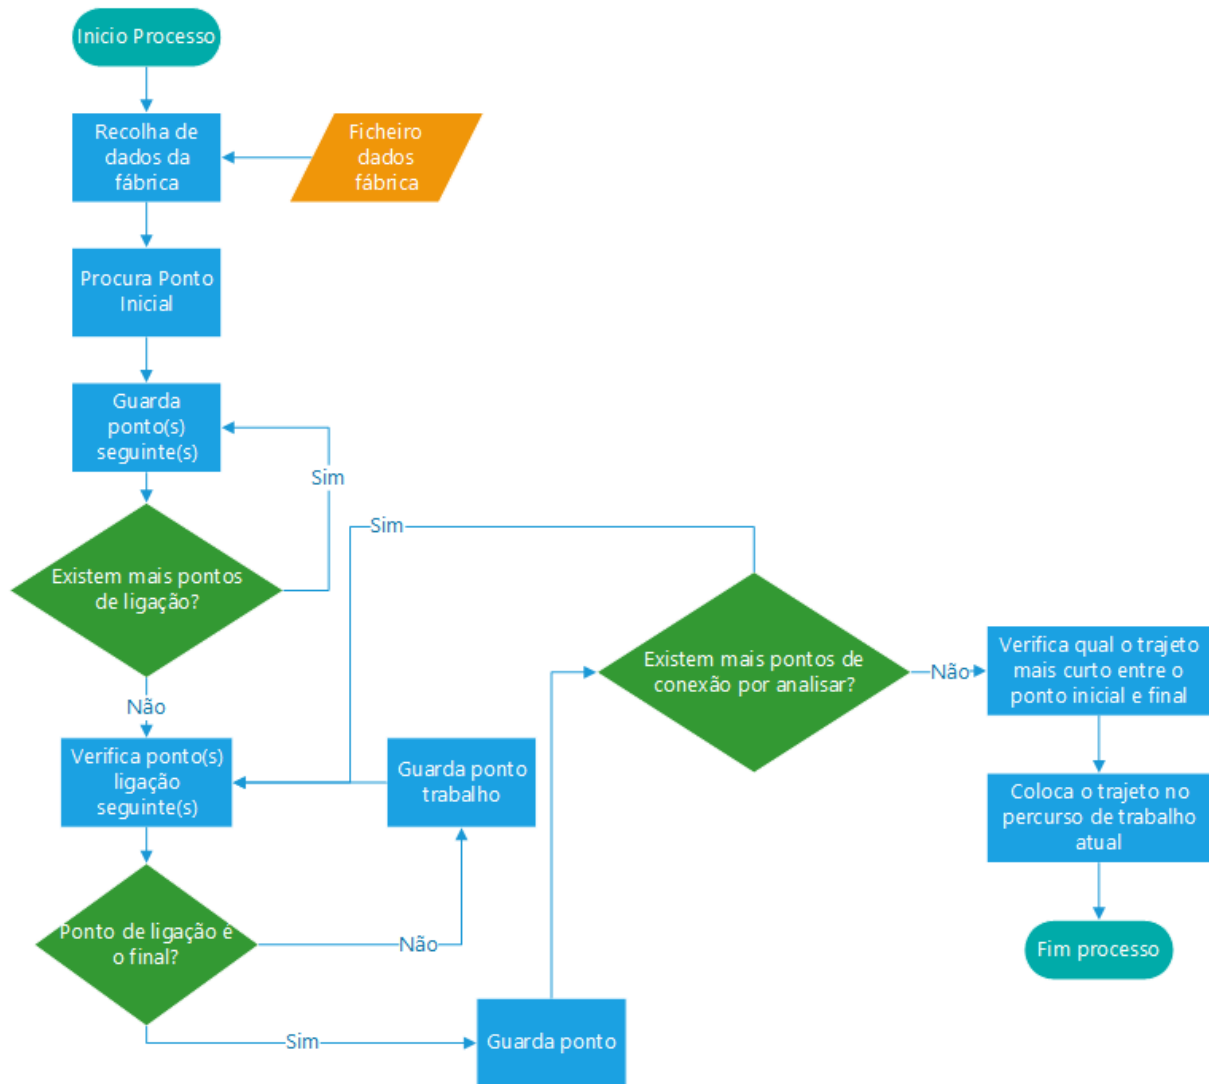 Inicio Processo
Recolha de
dados da
fábrica
Ficheiro
dados
fábrica
Procura Ponto
Inicial
Guarda
ponto(s)
seguinte(s)
Sim
Existem mais pontos
de ligação?
Não
Sim
Existem mais pontos de
conexão por analisar?
Não
Verifica qual o trajeto
mais curto entre o
ponto inicial e final
Verifica ponto(s)
ligação
seguinte(s)
Guarda ponto
trabalho
Coloca o trajeto no
percurso de trabalho
atual
Ponto de ligação é
o final?
Não
Fim processo
Sim
Guarda ponto